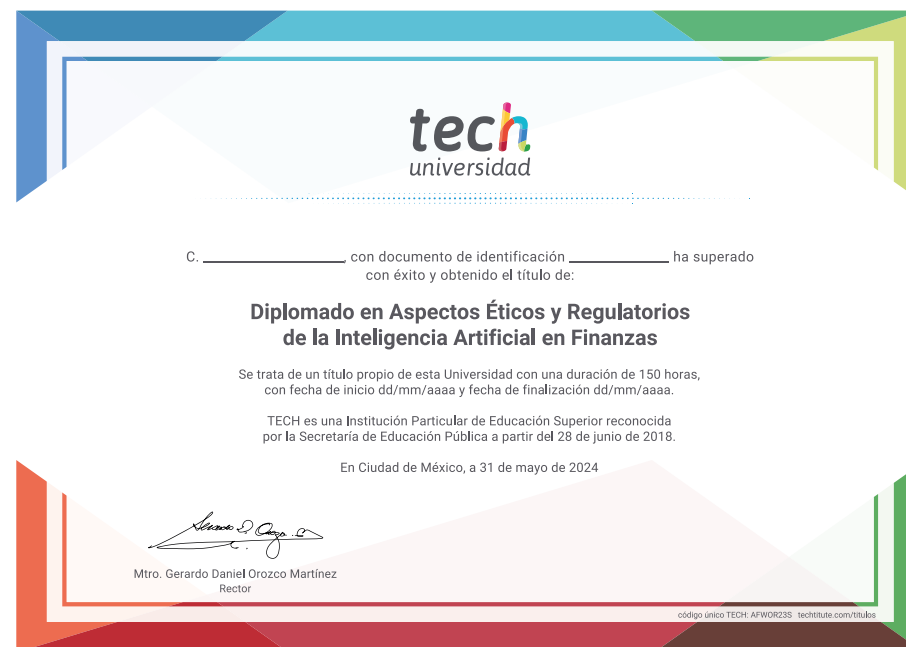 tech
universidad
C. ____________, con documento de identificación ____________ ha superado
con éxito y obtenido el título de:
Diplomado en Aspectos Éticos y Regulatorios
de la Inteligencia Artificial en Finanzas
Se trata de un título propio de esta Universidad con una duración de 150 horas,
con fecha de inicio dd/mm/aaaa y fecha de finalización dd/mm/aaaa.
TECH es una Institución Particular de Educación Superior reconocida
por la Secretaría de Educación Pública a partir del 28 de junio de 2018.
En Ciudad de México, a 31 de mayo de 2024
Mtro. Gerardo Daniel Orozco Martínez
Rector
código único TECH: AFWOR23S techtitute.com/titulos